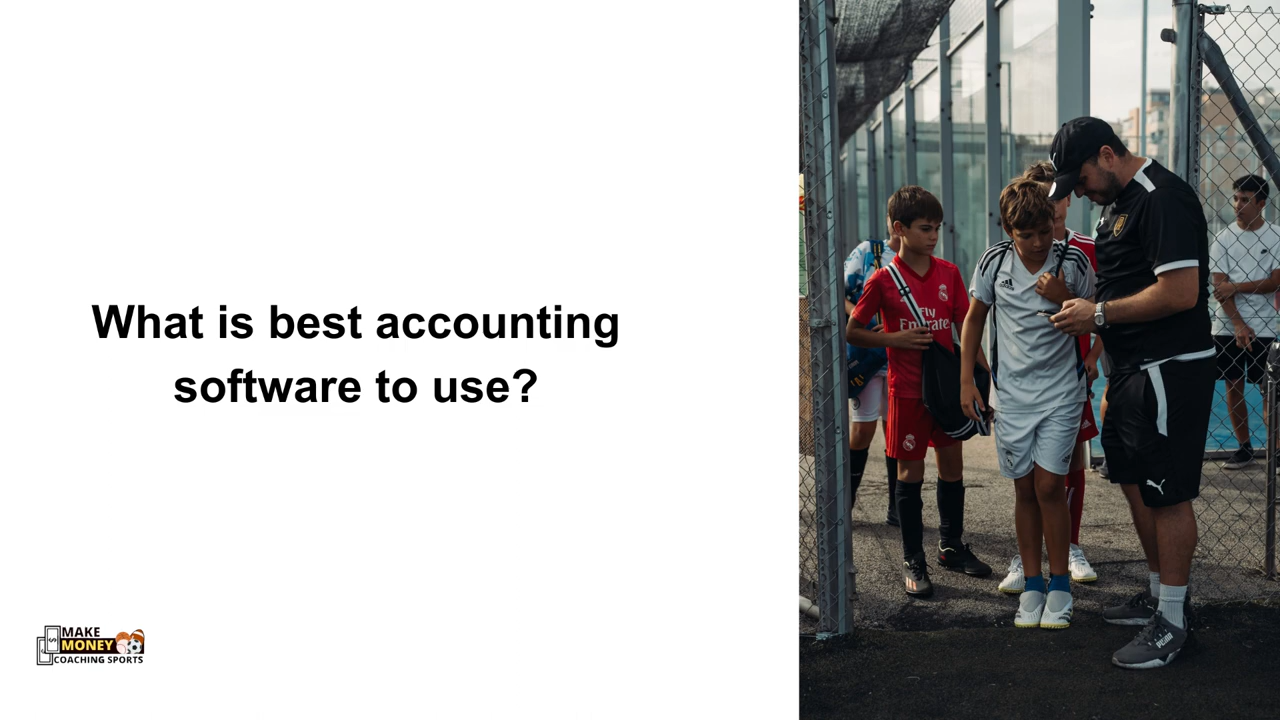 What is best accounting
software to use?
MAKE
MONEY
COACHING SPORTS
Fly
Emirates
adidas
PUMA